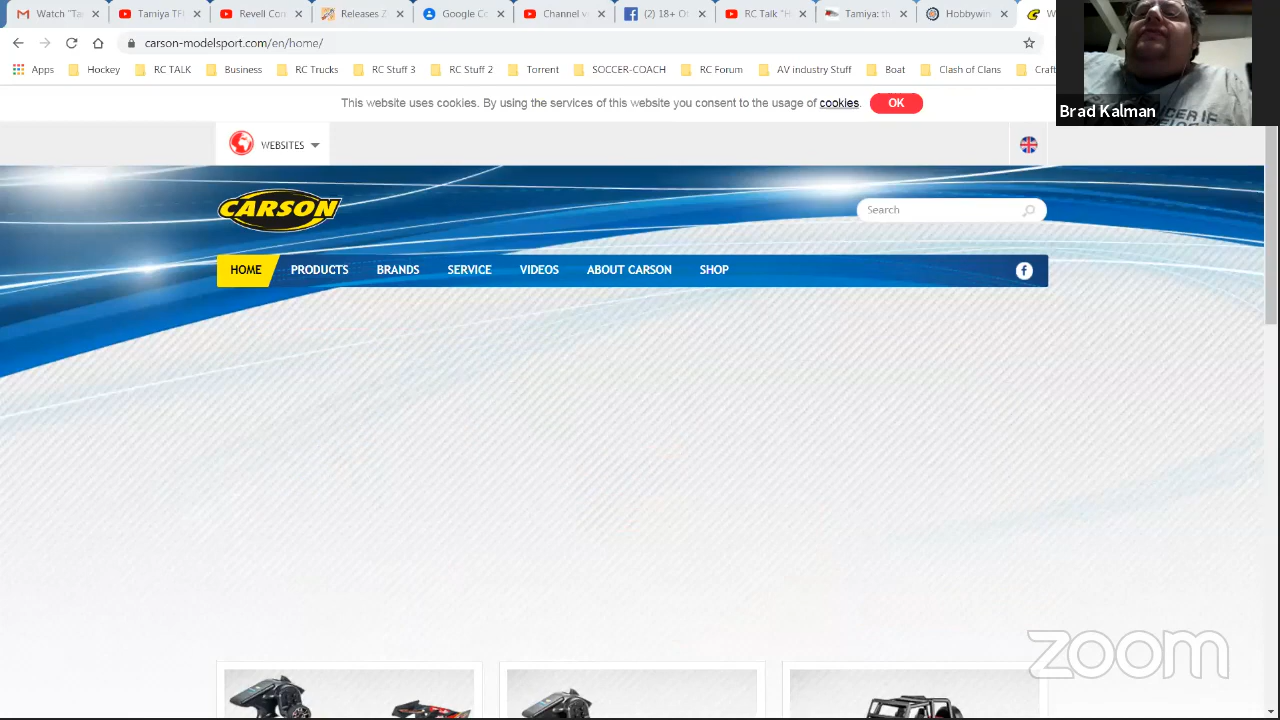 Watch "Ta
Tamiya TF
Revell Con
Releases Z
Google Co
Channel vi
(2) 18+ Of
RC Talk "H
Tamiya: th
Hobbywin
W
carson-modelsport.com/en/home/
Apps
Hockey
RC TALK
Business
RC Trucks
RC Stuff 3
RC Stuff 2
Torrent
SOCCER-COACH
RC Forum
AV industry Stuff
Boat
Clash of Clans
Craft
Brad Kalman
This website uses cookies. By using the services of this website you consent to the usage of cookies.
OK
WEBSITES
CARSON
Search
HOME
PRODUCTS
BRANDS
SERVICE
VIDEOS
ABOUT CARSON
SHOP
zoom